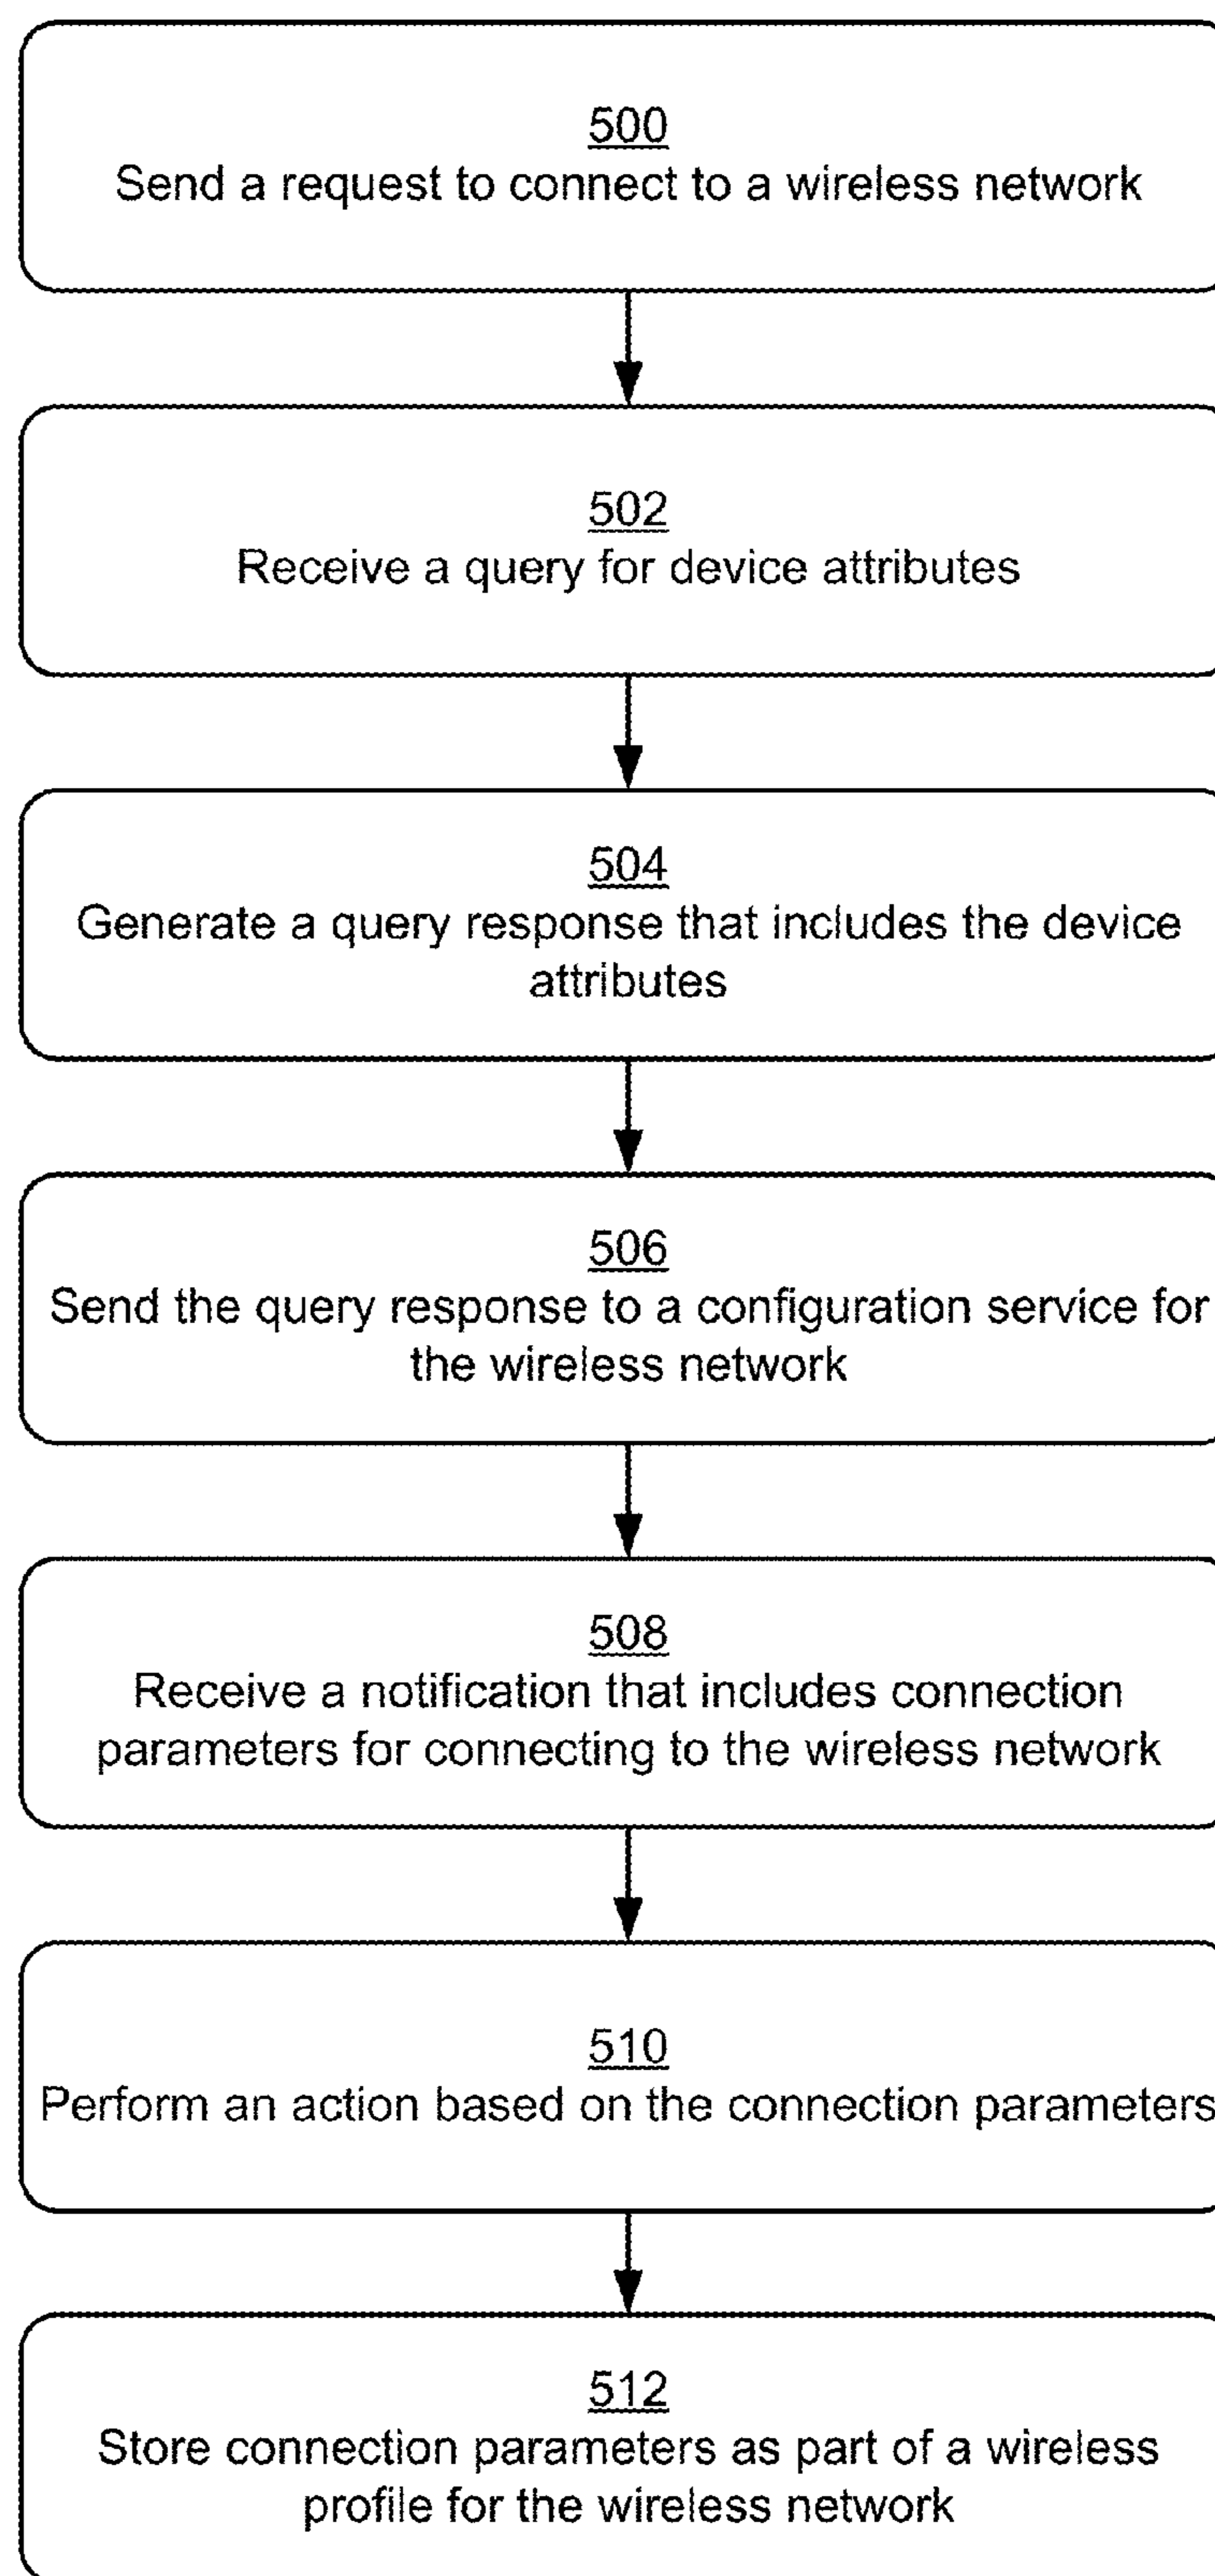 500
Send a request to connect to a wireless network
502
Receive a query for device attributes
504
Generate a query response that includes the device
attributes
506
Send the query response to a configuration service for
the wireless network
508
Receive a notification that includes connection
parameters for connecting to the wireless network
510
Perform an action based on the connection parameters
512
Store connection parameters as part of a wireless
profile for the wireless network